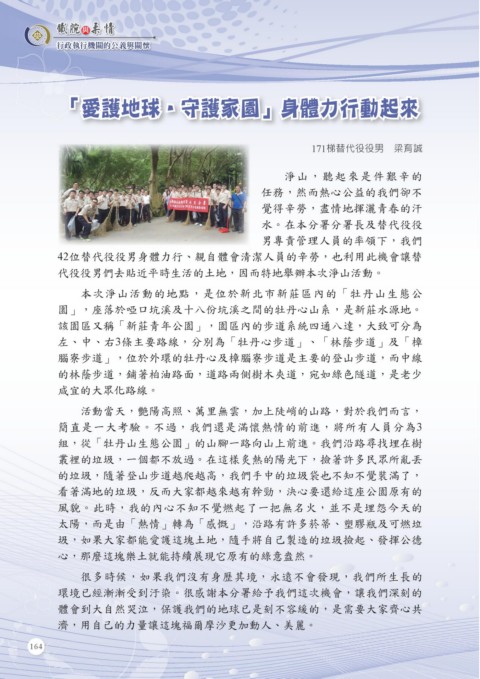 鐵腕與柔情
行政執行機關的公義與關懷
「愛護地球・守護家園」身體力行動起來
171梯替代役役男　梁育誠
淨山，聽起來是件艱辛的
任務，然而熱心公益的我們卻不
覺得辛勞，盡情地揮灑青春的汗
水。在本分署分署長及替代役役
男專責管理人員的率領下，我們
42位替代役役男身體力行、親自體會清潔人員的辛勞，也利用此機會讓替
代役役男們去貼近平時生活的土地，因而特地舉辦本次淨山活動。
本次淨山活動的地點，是位於新北市新莊區內的「牡丹山生態公
園」，座落於啞口坑溪及十八份坑溪之間的牡丹心山系，是新莊水源地。
該園區又稱「新莊青年公園」，園區內的步道系統四通八達，大致可分為
左、中、右3條主要路線，分別為「牡丹心步道」、「林蔭步道」及「樟
腦寮步道」，位於外環的牡丹心及樟腦寮步道是主要的登山步道，而中線
的林蔭步道，鋪著柏油路面，道路兩側樹木夾道，宛如綠色隧道，是老少
咸宜的大眾化路線。
活動當天，艷陽高照、萬里無雲，加上陡峭的山路，對於我們而言，
簡直是一大考驗。不過，我們還是滿懷熱情的前進，將所有人員分為3
組，從「牡丹山生態公園」的山腳一路向山上前進。我們沿路尋找埋在樹
叢裡的垃圾，一個都不放過。在這樣炙熱的陽光下，撿著許多民眾所亂丟
的垃圾，隨著登山步道越爬越高，我們手中的垃圾袋也不知不覺裝滿了，
看著滿地的垃圾，反而大家都越來越有幹勁，決心要還給這座公園原有的
風貌。此時，我的內心不知不覺燃起了一把無名火，並不是埋怨今天的
太陽，而是由「熱情」轉為「感慨」，沿路有許多菸蒂、塑膠瓶及可燃垃
圾，如果大家都能愛護這塊土地，隨手將自己製造的垃圾撿起、發揮公德
心，那麼這塊樂土就能持續展現它原有的綠意盎然。
很多時候，如果我們沒有身歷其境，永遠不會發現，我們所生長的
環境已經漸漸受到汙染。很感謝本分署給予我們這次機會，讓我們深刻的
體會到大自然哭泣，保護我們的地球已是刻不容緩的，是需要大家齊心共
濟，用自己的力量讓這塊福爾摩沙更加動人、美麗。
164